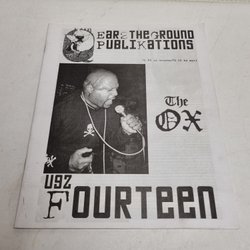 EAR 2 THE GROUND
PUBLIKATIONS
The
OX
U92
FOURTEEN